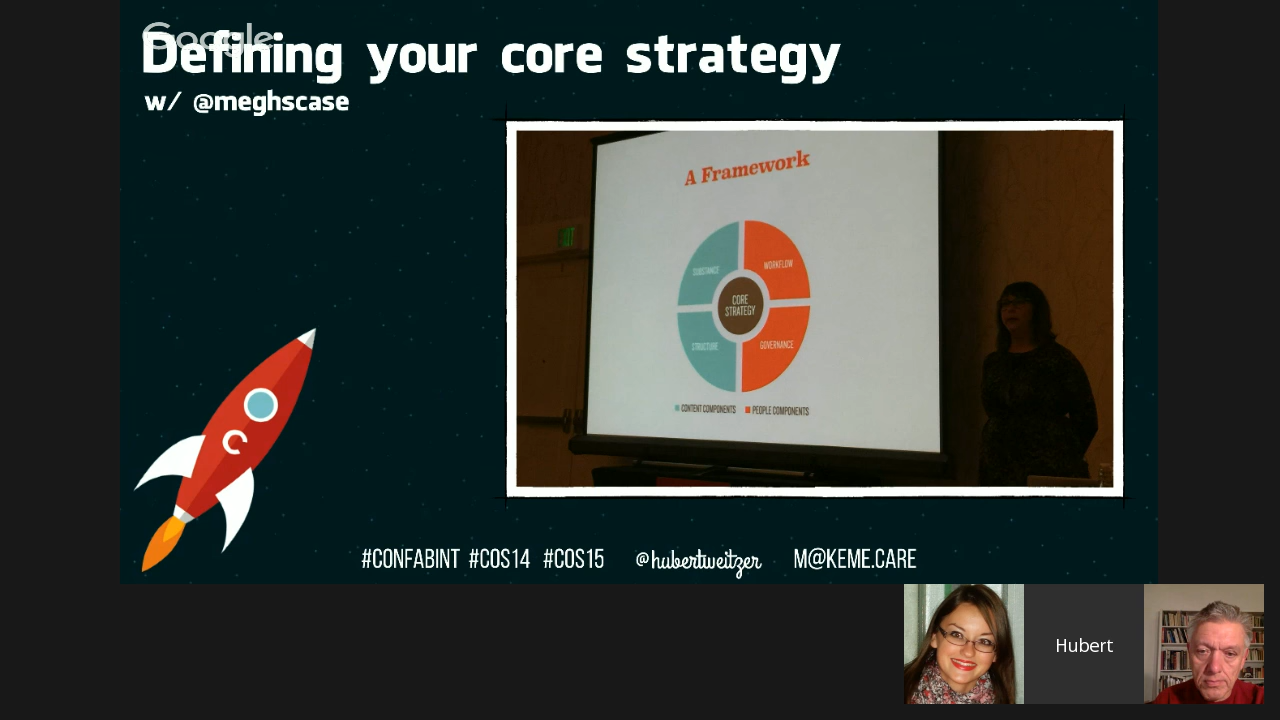 Google
Defining your core strategy
w/ @meghscase
A Framework
SUBSTANCE
WORKFLOW
CORE
STRATEGY
STRUCTURE
GOVERNANCE
CONTENT COMPONENTS PEOPLE COMPONENTS
#CONFABINT #COS14 #COS15 @hubertweitzer M@KEME.CARE
Hubert